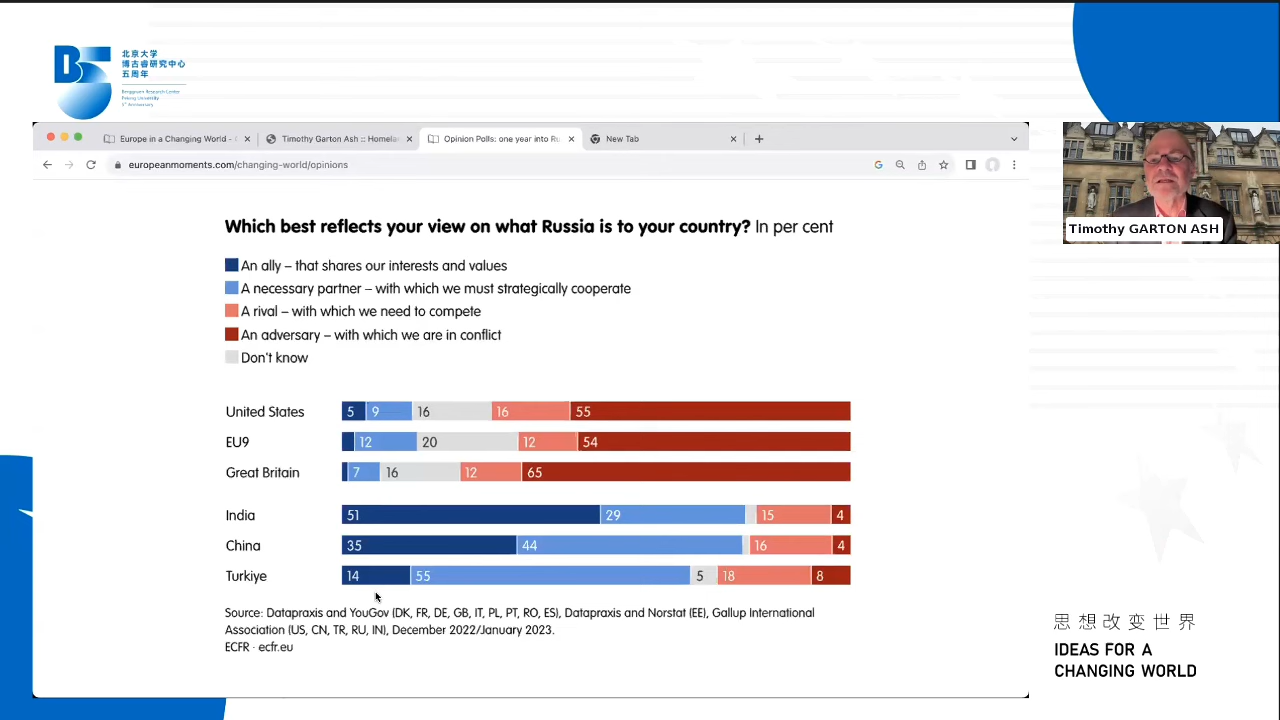 北京大学
博古睿研究中心
五周年
Berggruen Research Center
Peking University
5th Anniversary
Europe in a Changing World -
Timothy Garton Ash :: Homela
Opinion Polls: one year into Ru
New Tab
europeanmoments.com/changing-world/opinions
Timothy GARTON ASH
Which best reflects your view on what Russia is to your country? In per cent
An ally – that shares our interests and values
A necessary partner – with which we must strategically cooperate
A rival – with which we need to compete
An adversary – with which we are in conflict
Don't know
United States 5 9 16 16 55
EU9 12 20 12 54
Great Britain 7 16 12 65
India 51 29 15 4
China 35 44 16 4
Turkiye 14 55 5 18 8
Source: Datapraxis and YouGov (DK, FR, DE, GB, IT, PL, PT, RO, ES), Datapraxis and Norstat (EE), Gallup International
Association (US, CN, TR, RU, IN), December 2022/January 2023.
ECFR · ecfr.eu
思想改变世界
IDEAS FOR A
CHANGING WORLD